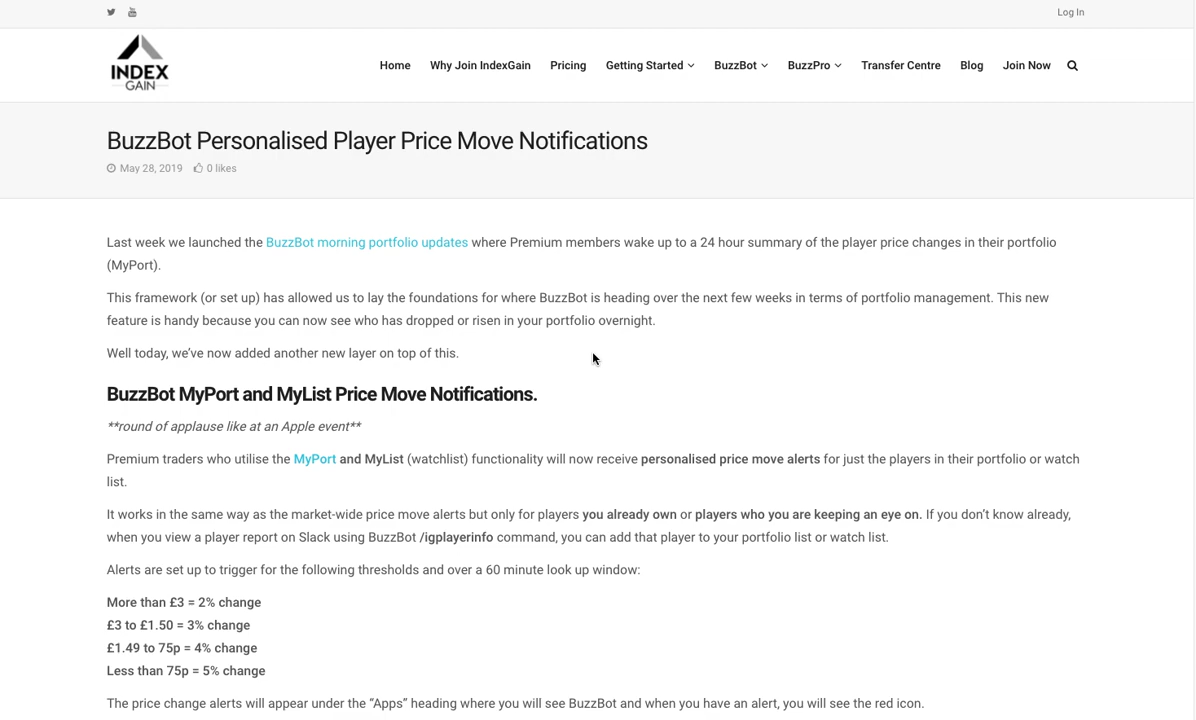 Log In
INDEX
GAIN
Home Why Join IndexGain Pricing Getting Started BuzzBot BuzzPro Transfer Centre Blog Join Now
BuzzBot Personalised Player Price Move Notifications
May 28, 2019 0 likes
Last week we launched the BuzzBot morning portfolio updates where Premium members wake up to a 24 hour summary of the player price changes in their portfolio
(MyPort).
This framework (or set up) has allowed us to lay the foundations for where BuzzBot is heading over the next few weeks in terms of portfolio management. This new
feature is handy because you can now see who has dropped or risen in your portfolio overnight.
Well today, we’ve now added another new layer on top of this.
BuzzBot MyPort and MyList Price Move Notifications.
**round of applause like at an Apple event**
Premium traders who utilise the MyPort and MyList (watchlist) functionality will now receive personalised price move alerts for just the players in their portfolio or watch
list.
It works in the same way as the market-wide price move alerts but only for players you already own or players who you are keeping an eye on. If you don’t know already,
when you view a player report on Slack using BuzzBot /igplayerinfo command, you can add that player to your portfolio list or watch list.
Alerts are set up to trigger for the following thresholds and over a 60 minute look up window:
More than £3 = 2% change
£3 to £1.50 = 3% change
£1.49 to 75p = 4% change
Less than 75p = 5% change
The price change alerts will appear under the “Apps” heading where you will see BuzzBot and when you have an alert, you will see the red icon.